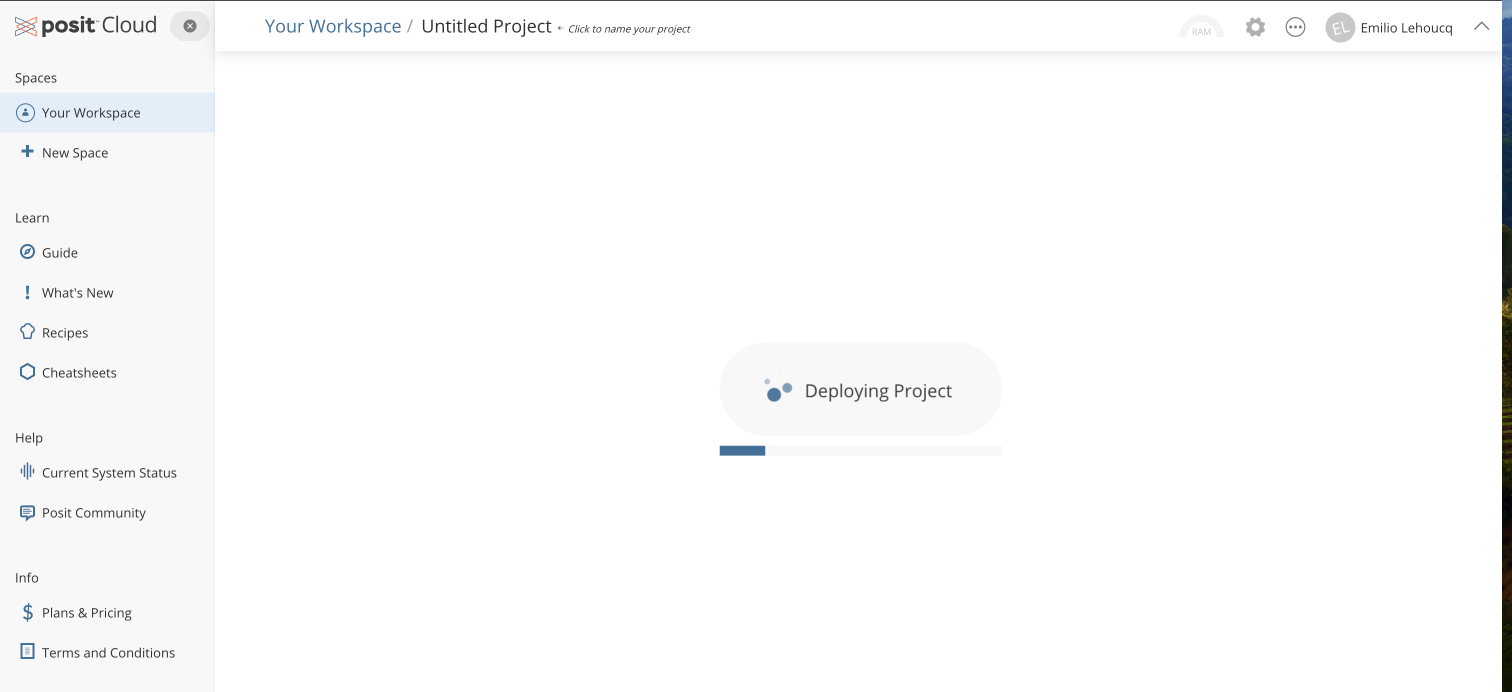 posit Cloud
Your Workspace / Untitled Project Click to name your project
RAM
EL Emilio Lehoucq
Spaces
Your Workspace
New Space
Learn
Guide
What's New
Recipes
Cheatsheets
Help
Current System Status
Posit Community
Info
Plans & Pricing
Terms and Conditions
Deploying Project